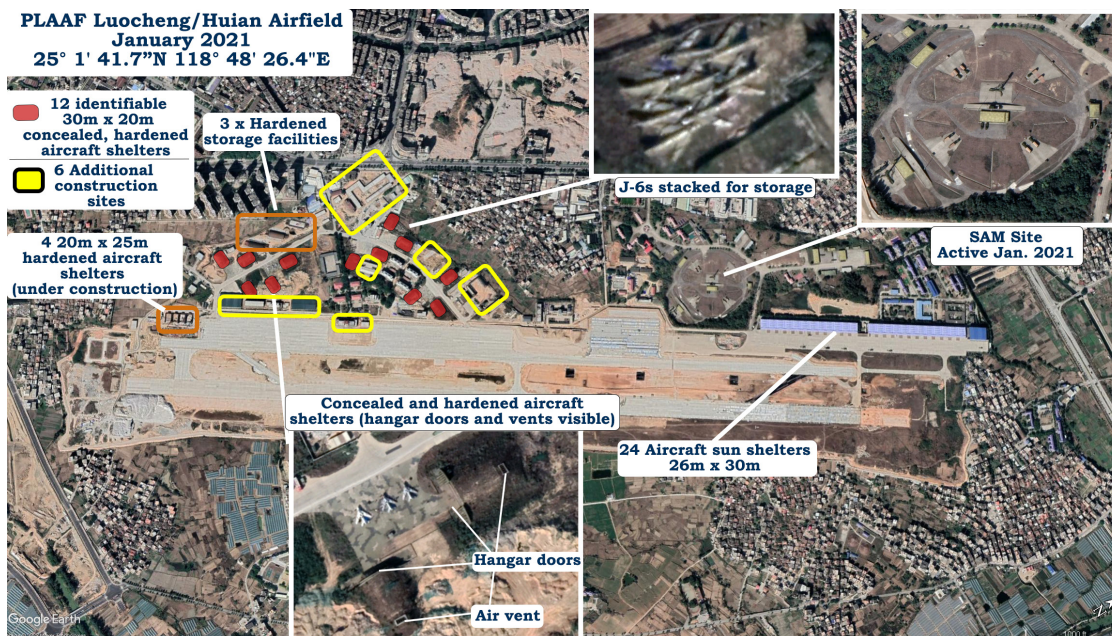 PLAAF Luocheng/Huian Airfield
January 2021
25° 1' 41.7”N 118° 48' 26.4"E
12 identifiable
30m x 20m
concealed, hardened
aircraft shelters
6 Additional
construction
sites
3 x Hardened
storage facilities
J-6s stacked for storage
SAM Site
Active Jan. 2021
4 20m x 25m
hardened aircraft
shelters
(under construction)
Concealed and hardened aircraft
shelters (hangar doors and vents visible)
24 Aircraft sun shelters
26m x 30m
Hangar doors
Air vent
Google Earth
1000 ft